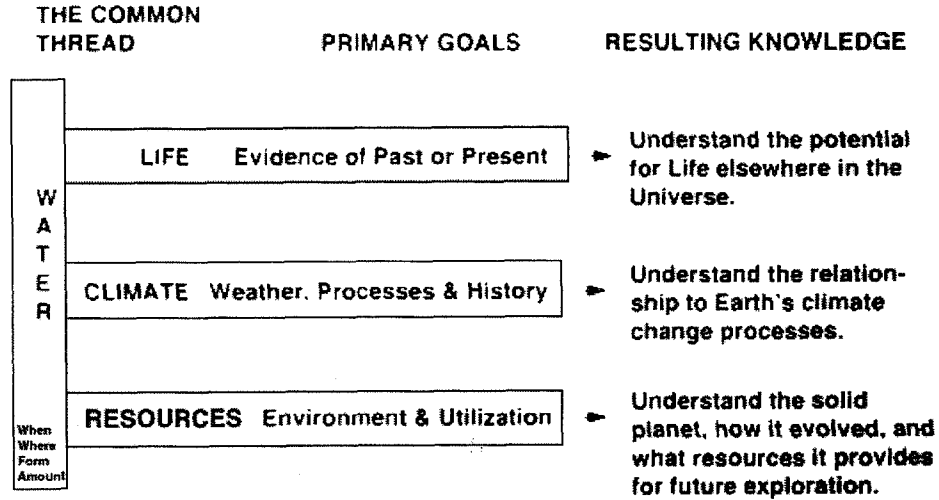 THE COMMON
THREAD
PRIMARY GOALS
RESULTING KNOWLEDGE
WATER
When
Where
Form
Amount
LIFE Evidence of Past or Present
Understand the potential
for Life elsewhere in the
Universe.
CLIMATE Weather, Processes & History
Understand the relation-
ship to Earth's climate
change processes.
RESOURCES Environment & Utilization
Understand the solid
planet, how it evolved, and
what resources it provides
for future exploration.